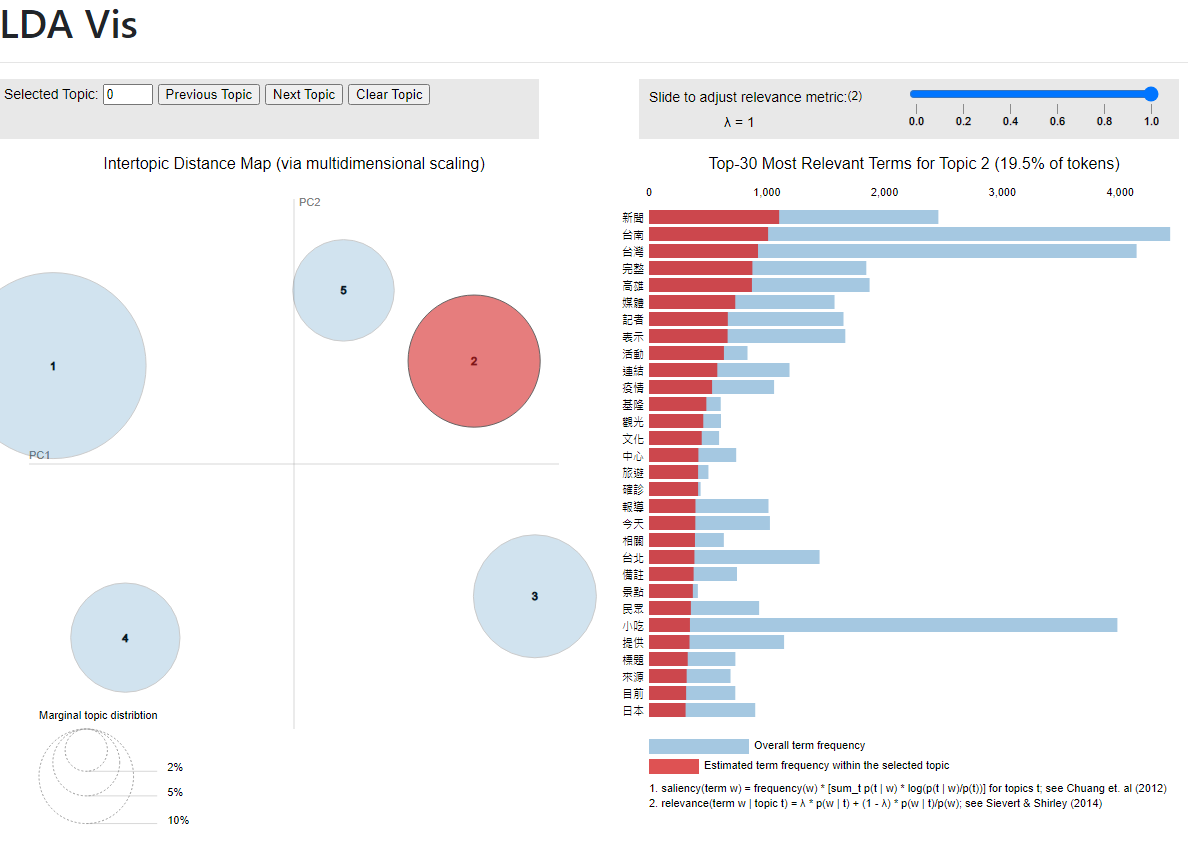 LDA Vis
Selected Topic: 0 Previous Topic Next Topic Clear Topic
Slide to adjust relevance metric:(2)
λ = 1
0.0 0.2 0.4 0.6 0.8 1.0
Intertopic Distance Map (via multidimensional scaling)
PC2
PC1
5
2
1
3
4
Marginal topic distribtion
2%
5%
10%
Top-30 Most Relevant Terms for Topic 2 (19.5% of tokens)
0 1,000 2,000 3,000 4,000
新聞
台南
台灣
完整
高雄
媒體
記者
表示
活動
連結
疫情
基隆
觀光
文化
中心
旅遊
確診
報導
今天
相關
台北
備註
景點
民眾
小吃
提供
標題
來源
目前
日本
Overall term frequency
Estimated term frequency within the selected topic
1. saliency(term w) = frequency(w) * [sum_t p(t | w) * log(p(t | w)/p(t))] for topics t; see Chuang et. al (2012)
2. relevance(term w | topic t) = λ * p(w | t) + (1 - λ) * p(w | t)/p(w); see Sievert & Shirley (2014)